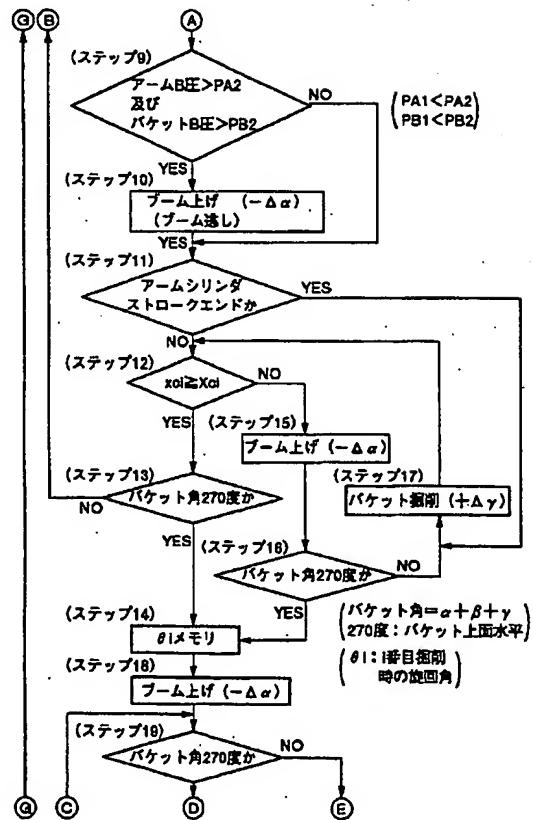 G B A
(ステップ9)
アームB圧>PA2
及び
バケットB圧>PB2
NO
(PA1<PA2
PB1<PB2)
YES
(ステップ10)
ブーム上げ (-Δα)
(ブーム逃し)
YES
(ステップ11)
アームシリンダ
ストロークエンドか
YES
NO
(ステップ12)
xci≧Xci
NO
YES
(ステップ15)
ブーム上げ (-Δα)
(ステップ17)
バケット掘削 (+Δγ)
(ステップ13)
バケット角270度か
NO
YES
(ステップ16)
バケット角270度か
NO
YES
(ステップ14)
θiメモリ
(バケット角=α+β+γ
270度:バケット上面水平)
(θi:i番目掘削
時の旋回角)
(ステップ18)
ブーム上げ (-Δα)
(ステップ19)
バケット角270度か
NO
G C D E